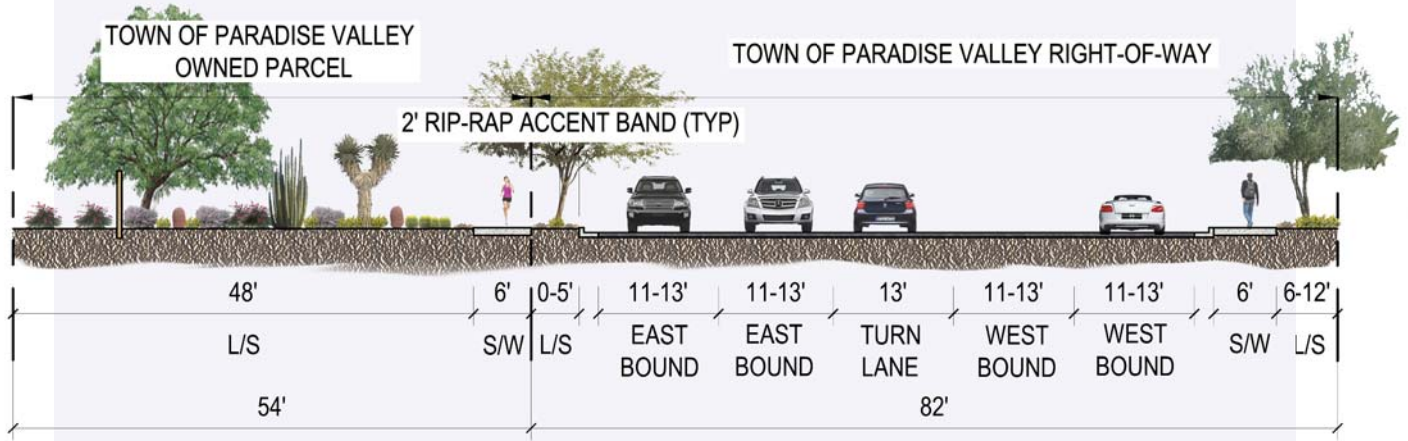 TOWN OF PARADISE VALLEY
OWNED PARCEL
TOWN OF PARADISE VALLEY RIGHT-OF-WAY
2' RIP-RAP ACCENT BAND (TYP)
48' 6' 0-5' 11-13' 11-13' 13' 11-13' 11-13' 6' 6-12'
L/S S/W L/S EAST BOUND EAST BOUND TURN LANE WEST BOUND WEST BOUND S/W L/S
54' 82'